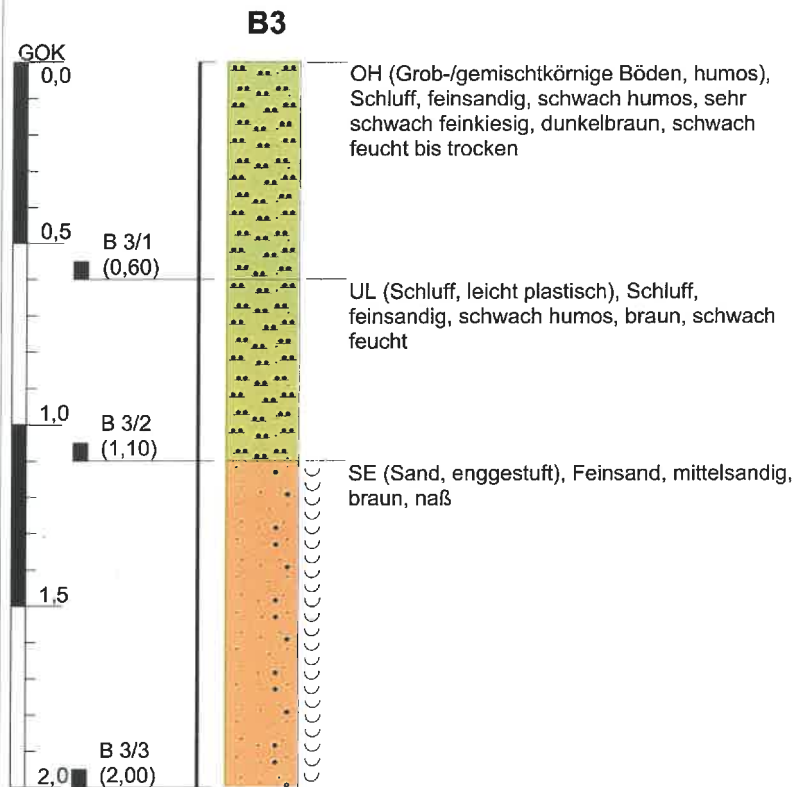 B3
GOK
0,0
OH (Grob-/gemischtkörnige Böden, humos),
Schluff, feinsandig, schwach humos, sehr
schwach feinkiesig, dunkelbraun, schwach
feucht bis trocken
0,5
B 3/1
(0,60)
UL (Schluff, leicht plastisch), Schluff,
feinsandig, schwach humos, braun, schwach
feucht
1,0
B 3/2
(1,10)
SE (Sand, enggestuft), Feinsand, mittelsandig,
braun, naß
1,5
B 3/3
2,0
(2,00)